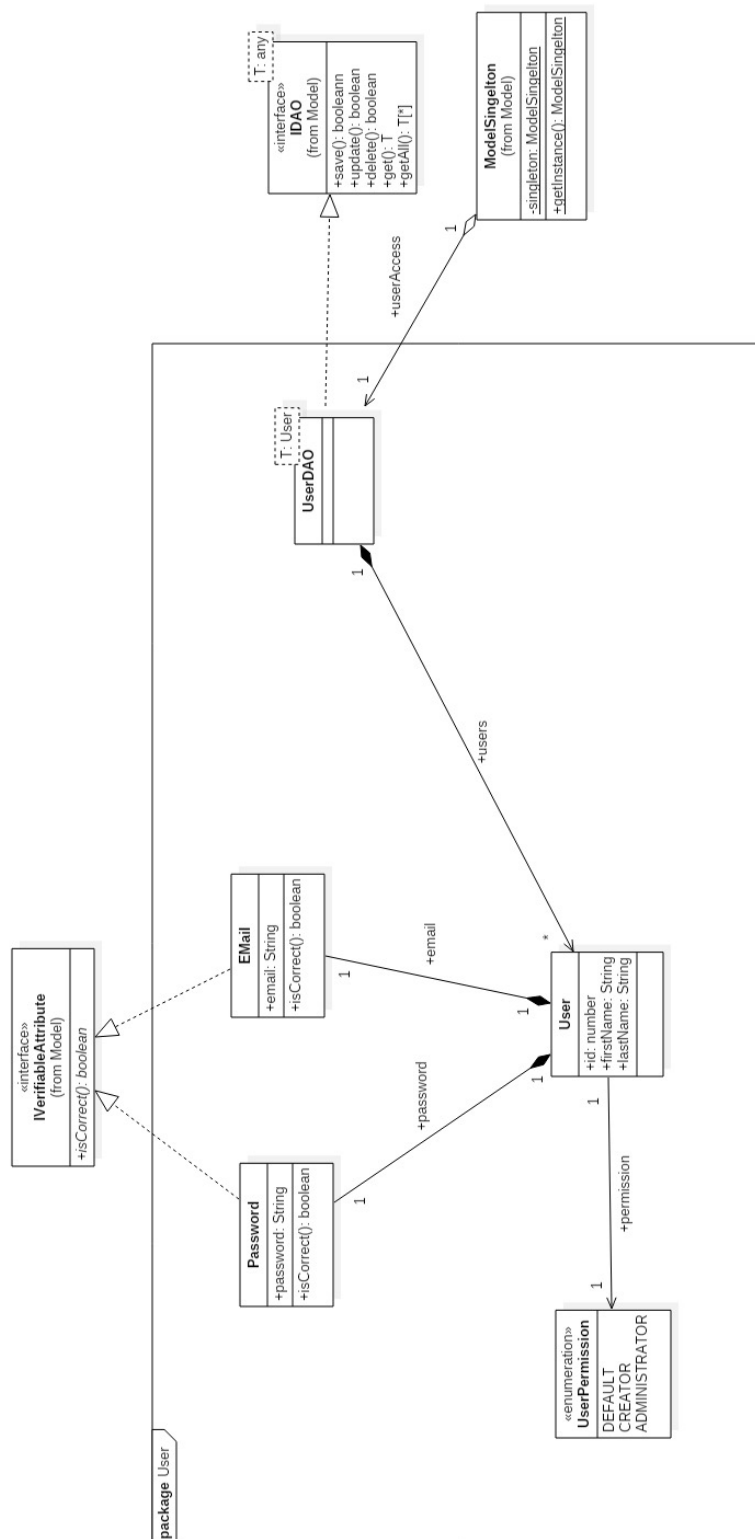 «interface»
IVerifiableAttribute
(from Model)
+isCorrect(): boolean
package User
Password
+password: String
+isCorrect(): boolean
EMail
+email: String
+isCorrect(): boolean
T: User
UserDAO
T: any
«interface»
IDAO
(from Model)
+save(): booleann
+update(): boolean
+delete(): boolean
+get(): T
+getAll(): T[*]
1
1
1
1
+userAccess
1
+password
+email
+users
ModelSingelton
(from Model)
-singleton: ModelSingelton
+getInstance(): ModelSingelton
1
1
*
«enumeration»
UserPermission
DEFAULT
CREATOR
ADMINISTRATOR
1
+permission
1
User
+id: number
+firstName: String
+lastName: String